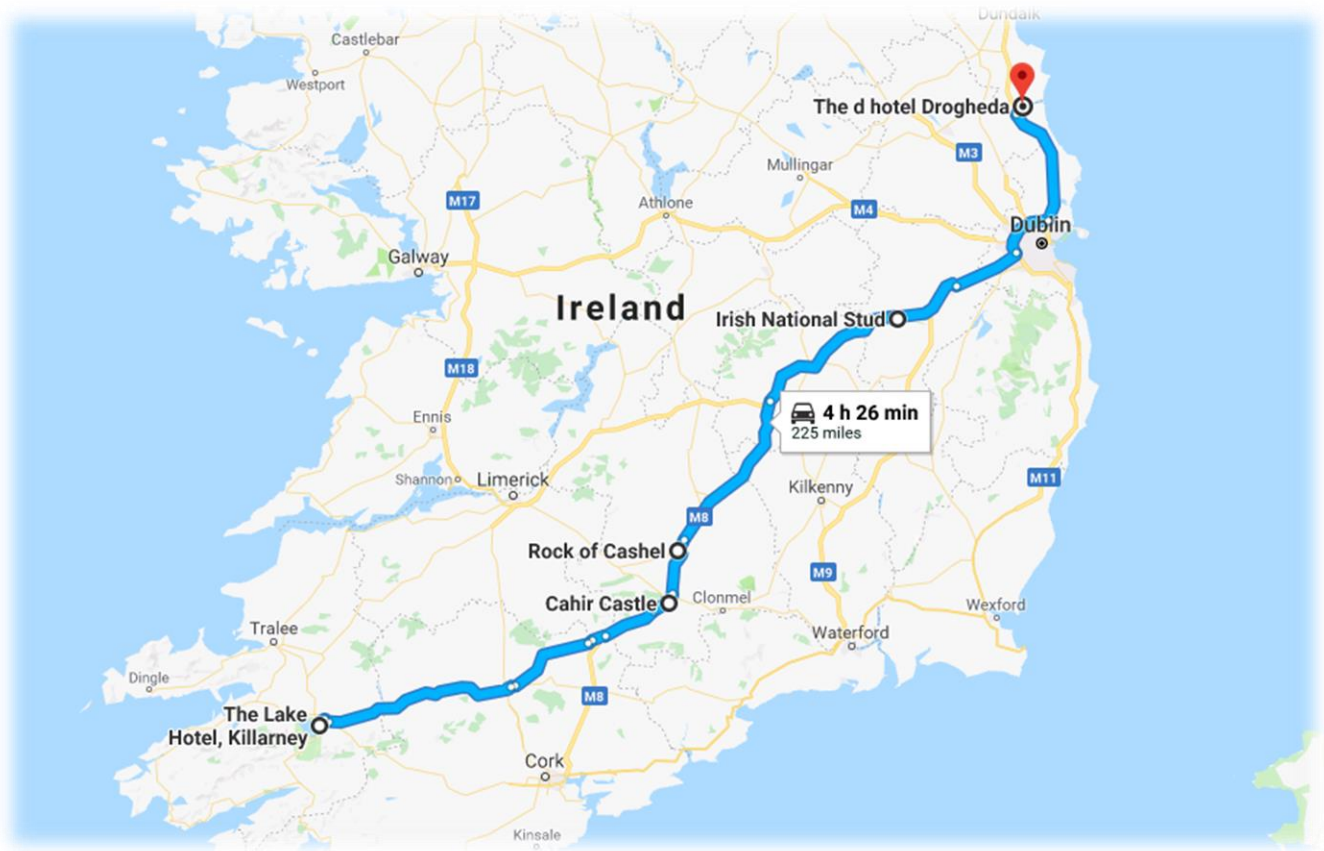 Dundalk
Castlebar
Westport
The d hotel Drogheda
M3
Mullingar
M17
Athlone
M4
Dublin
Galway
Ireland
Irish National Stud
M18
4 h 26 min
225 miles
Ennis
Shannon
Limerick
M11
Kilkenny
M8
Rock of Cashel
M9
Cahir Castle
Clonmel
Wexford
Tralee
Waterford
Dingle
M8
The Lake
Hotel, Killarney
Cork
Kinsale